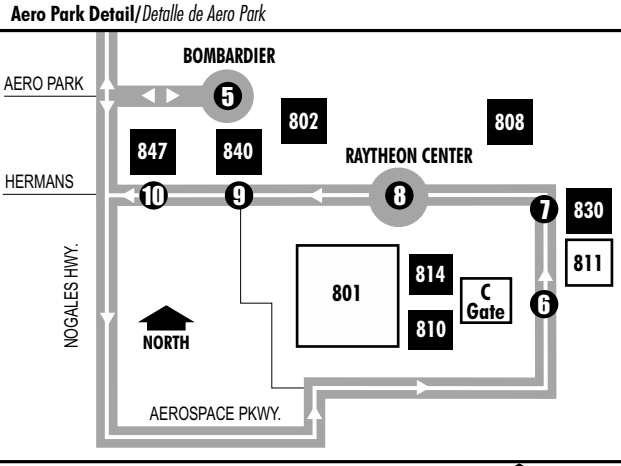 Aero Park Detail/Detalle de Aero Park
BOMBARDIER
AERO PARK
5
802
808
847
840
RAYTHEON CENTER
HERMANS
10
9
8
7
830
811
NOGALES HWY.
801
814
C
Gate
6
810
NORTH
AEROSPACE PKWY.